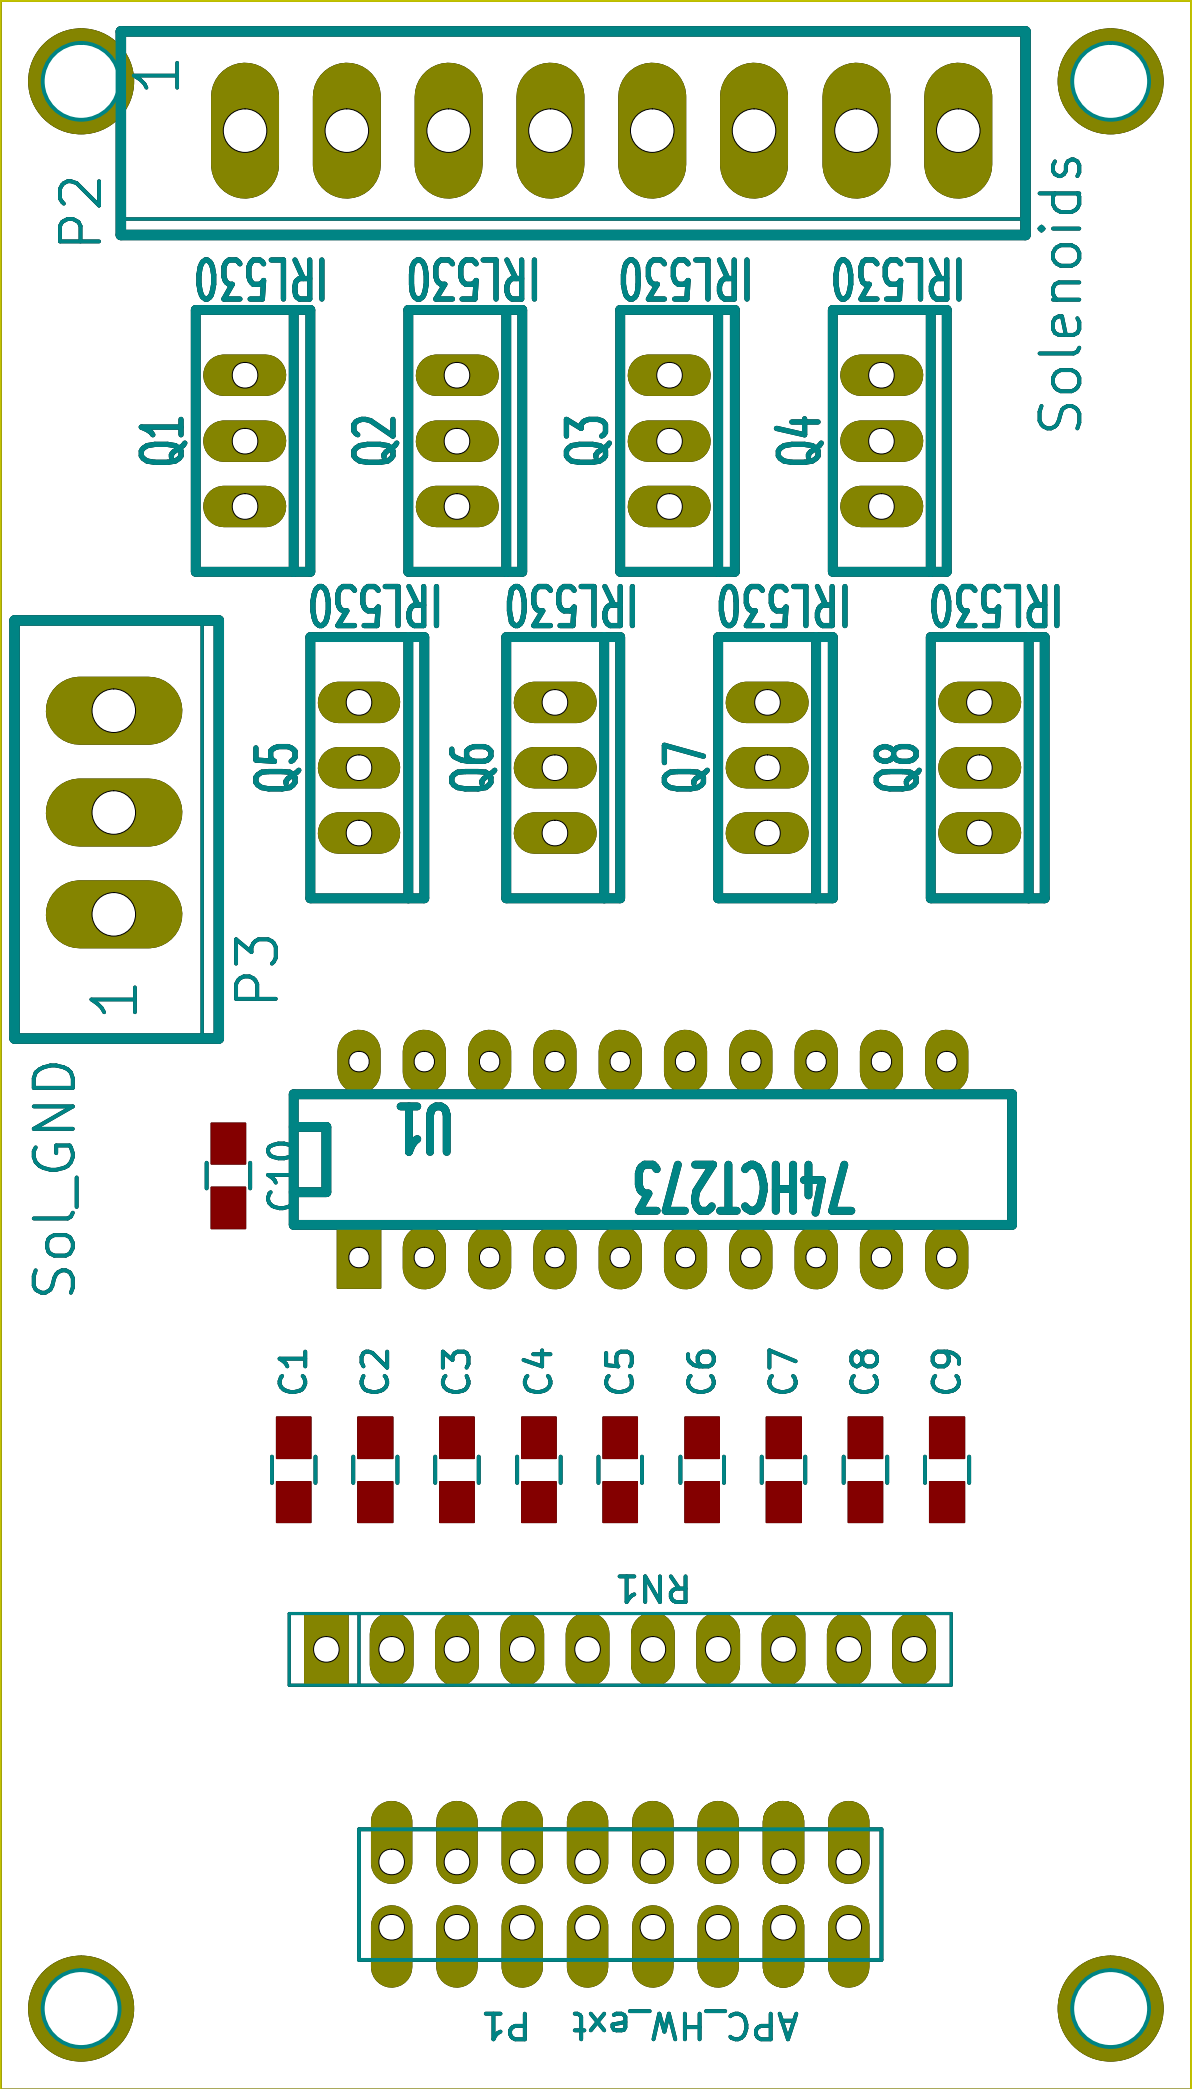 1
P2
Solenoids
IRL530
IRL530
IRL530
IRL530
Q1
Q2
Q3
Q4
IRL530
IRL530
IRL530
IRL530
Q5
Q6
Q7
Q8
P3
1
Sol_GND
C10
U1
74HCT273
C1
C2
C3
C4
C5
C6
C7
C8
C9
RN1
P1
APC_HW_ext